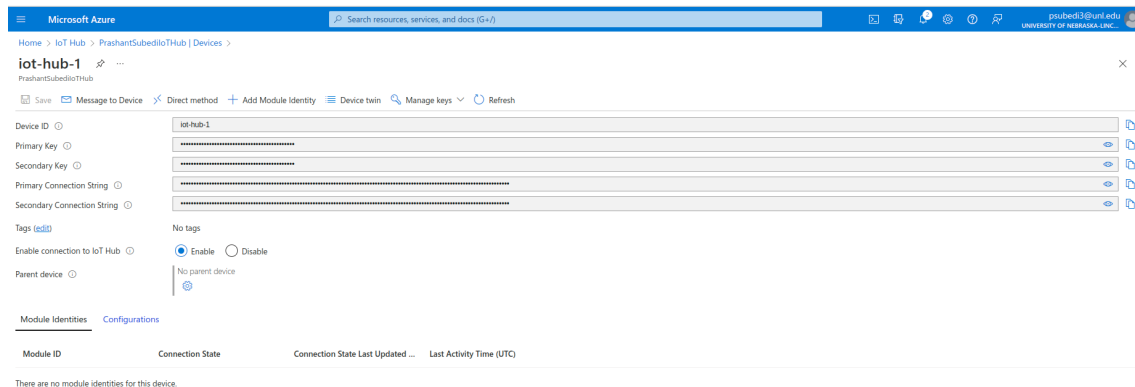 Microsoft Azure
Search resources, services, and docs (G+/)
2
psubedi3@unl.edu
UNIVERSITY OF NEBRASKA-LINC...
Home > IoT Hub > PrashantSubediIoTHub | Devices >
iot-hub-1
PrashantSubediIoTHub
Save Message to Device Direct method Add Module Identity Device twin Manage keys Refresh
Device ID iot-hub-1
Primary Key
Secondary Key
Primary Connection String
Secondary Connection String
Tags (edit) No tags
Enable connection to IoT Hub Enable Disable
Parent device No parent device
Module Identities Configurations
Module ID Connection State Connection State Last Updated ... Last Activity Time (UTC)
There are no module identities for this device.